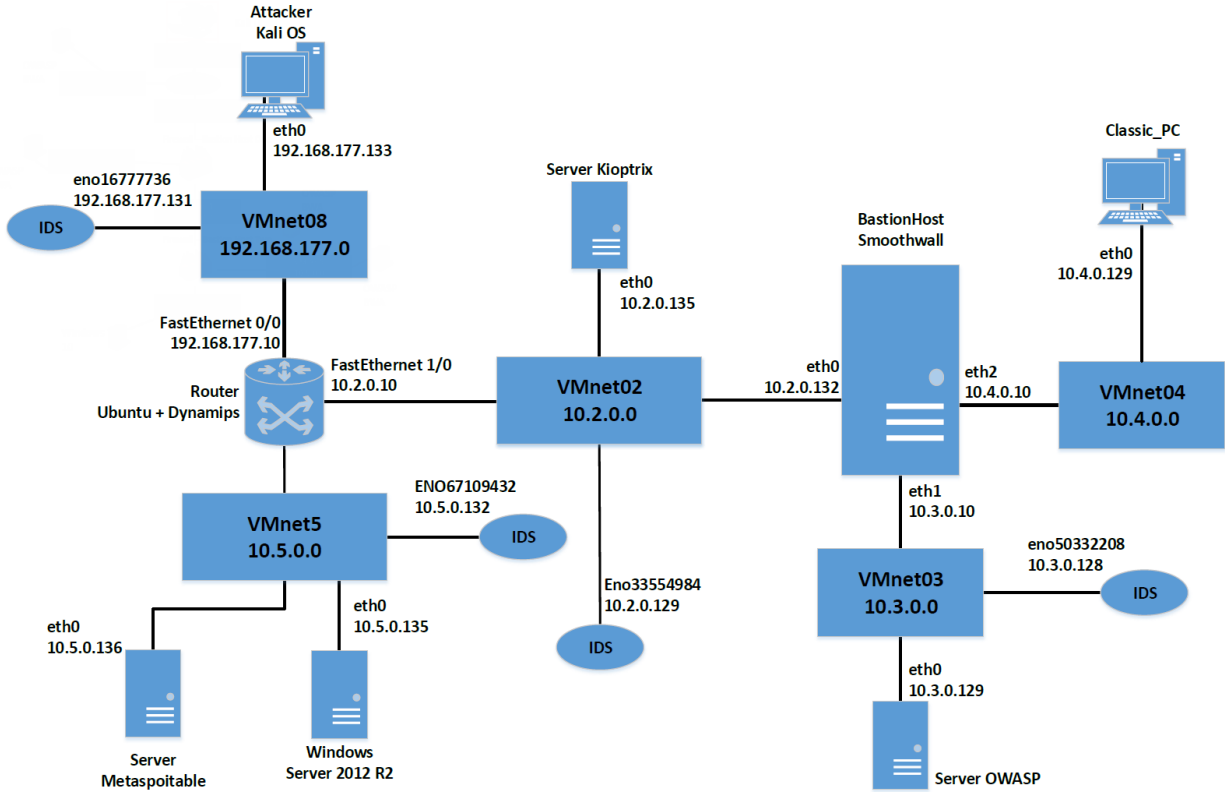 Attacker
Kali OS
eth0
192.168.177.133
eno16777736
192.168.177.131
IDS
VMnet08
192.168.177.0
FastEthernet 0/0
192.168.177.10
Router
Ubuntu + Dynamips
FastEthernet 1/0
10.2.0.10
Server Kioptrix
eth0
10.2.0.135
VMnet02
10.2.0.0
eth0
10.2.0.132
BastionHost
Smoothwall
eth2
10.4.0.10
Classic_PC
eth0
10.4.0.129
VMnet04
10.4.0.0
eth1
10.3.0.10
VMnet03
10.3.0.0
eno50332208
10.3.0.128
IDS
eth0
10.3.0.129
Server OWASP
Eno33554984
10.2.0.129
IDS
VMnet5
10.5.0.0
ENO67109432
10.5.0.132
IDS
eth0
10.5.0.136
eth0
10.5.0.135
Server
Metaspoitable
Windows
Server 2012 R2